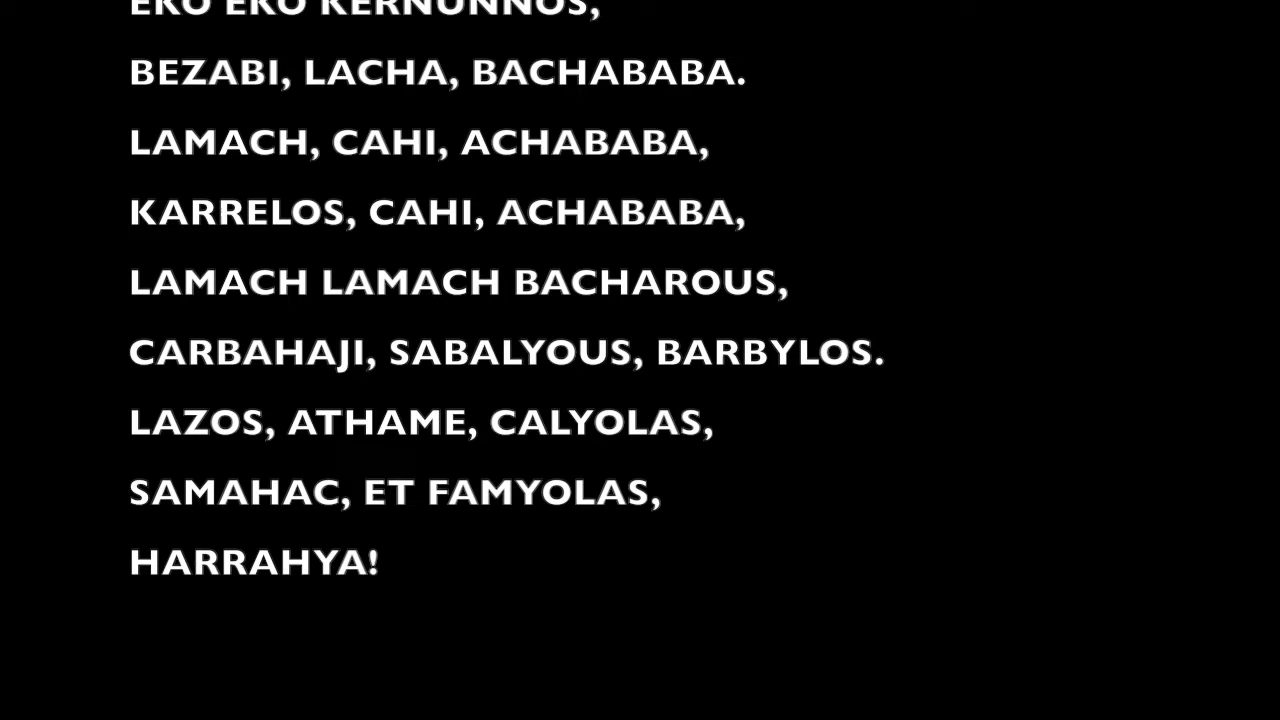 EKO EKO KERNUNNOS,
BEZABI, LACHA, BACHABABA.
LAMACH, CAHI, ACHABABA,
KARRELOS, CAHI, ACHABABA,
LAMACH LAMACH BACHAROUS,
CARBAHAJI, SABALYOUS, BARBYLOS.
LAZOS, ATHAME, CALYOLAS,
SAMAHAC, ET FAMYOLAS,
HARRAHYA!